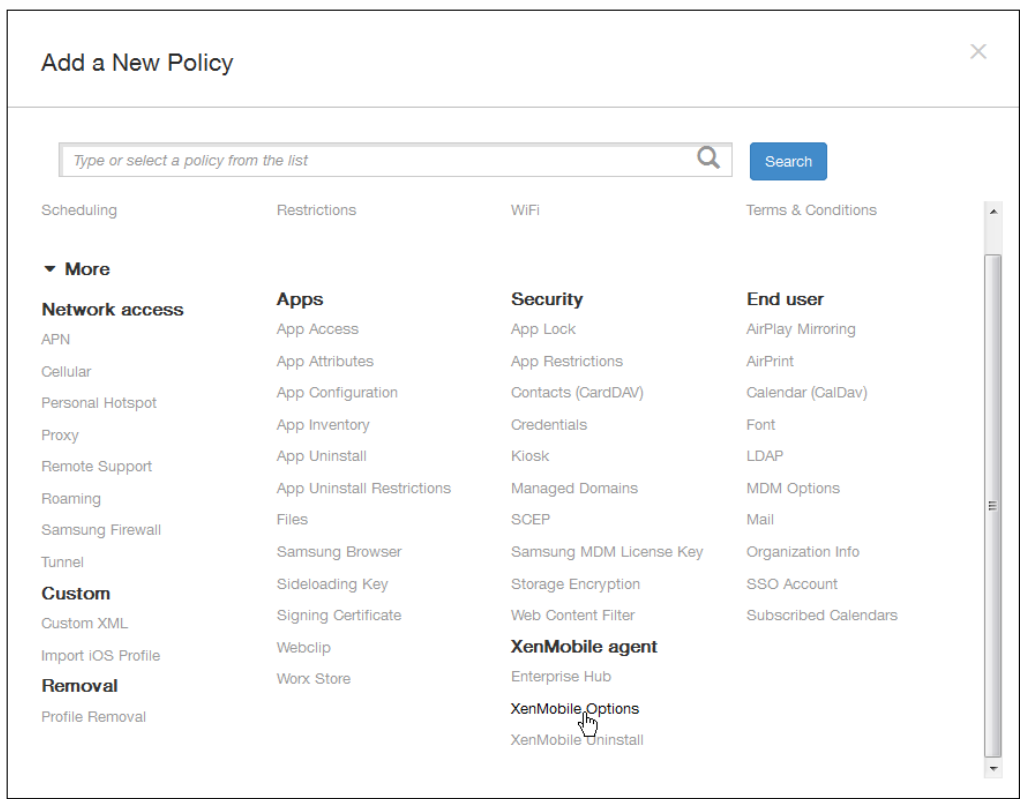 Add a New Policy
Type or select a policy from the list
Search
Scheduling
Restrictions
WiFi
Terms & Conditions
More
Network access
APN
Cellular
Personal Hotspot
Proxy
Remote Support
Roaming
Samsung Firewall
Tunnel
Custom
Custom XML
Import iOS Profile
Removal
Profile Removal
Apps
App Access
App Attributes
App Configuration
App Inventory
App Uninstall
App Uninstall Restrictions
Files
Samsung Browser
Sideloading Key
Signing Certificate
Webclip
Worx Store
Security
App Lock
App Restrictions
Contacts (CardDAV)
Credentials
Kiosk
Managed Domains
SCEP
Samsung MDM License Key
Storage Encryption
Web Content Filter
XenMobile agent
Enterprise Hub
XenMobile Options
XenMobile Uninstall
End user
AirPlay Mirroring
AirPrint
Calendar (CalDav)
Font
LDAP
MDM Options
Mail
Organization Info
SSO Account
Subscribed Calendars